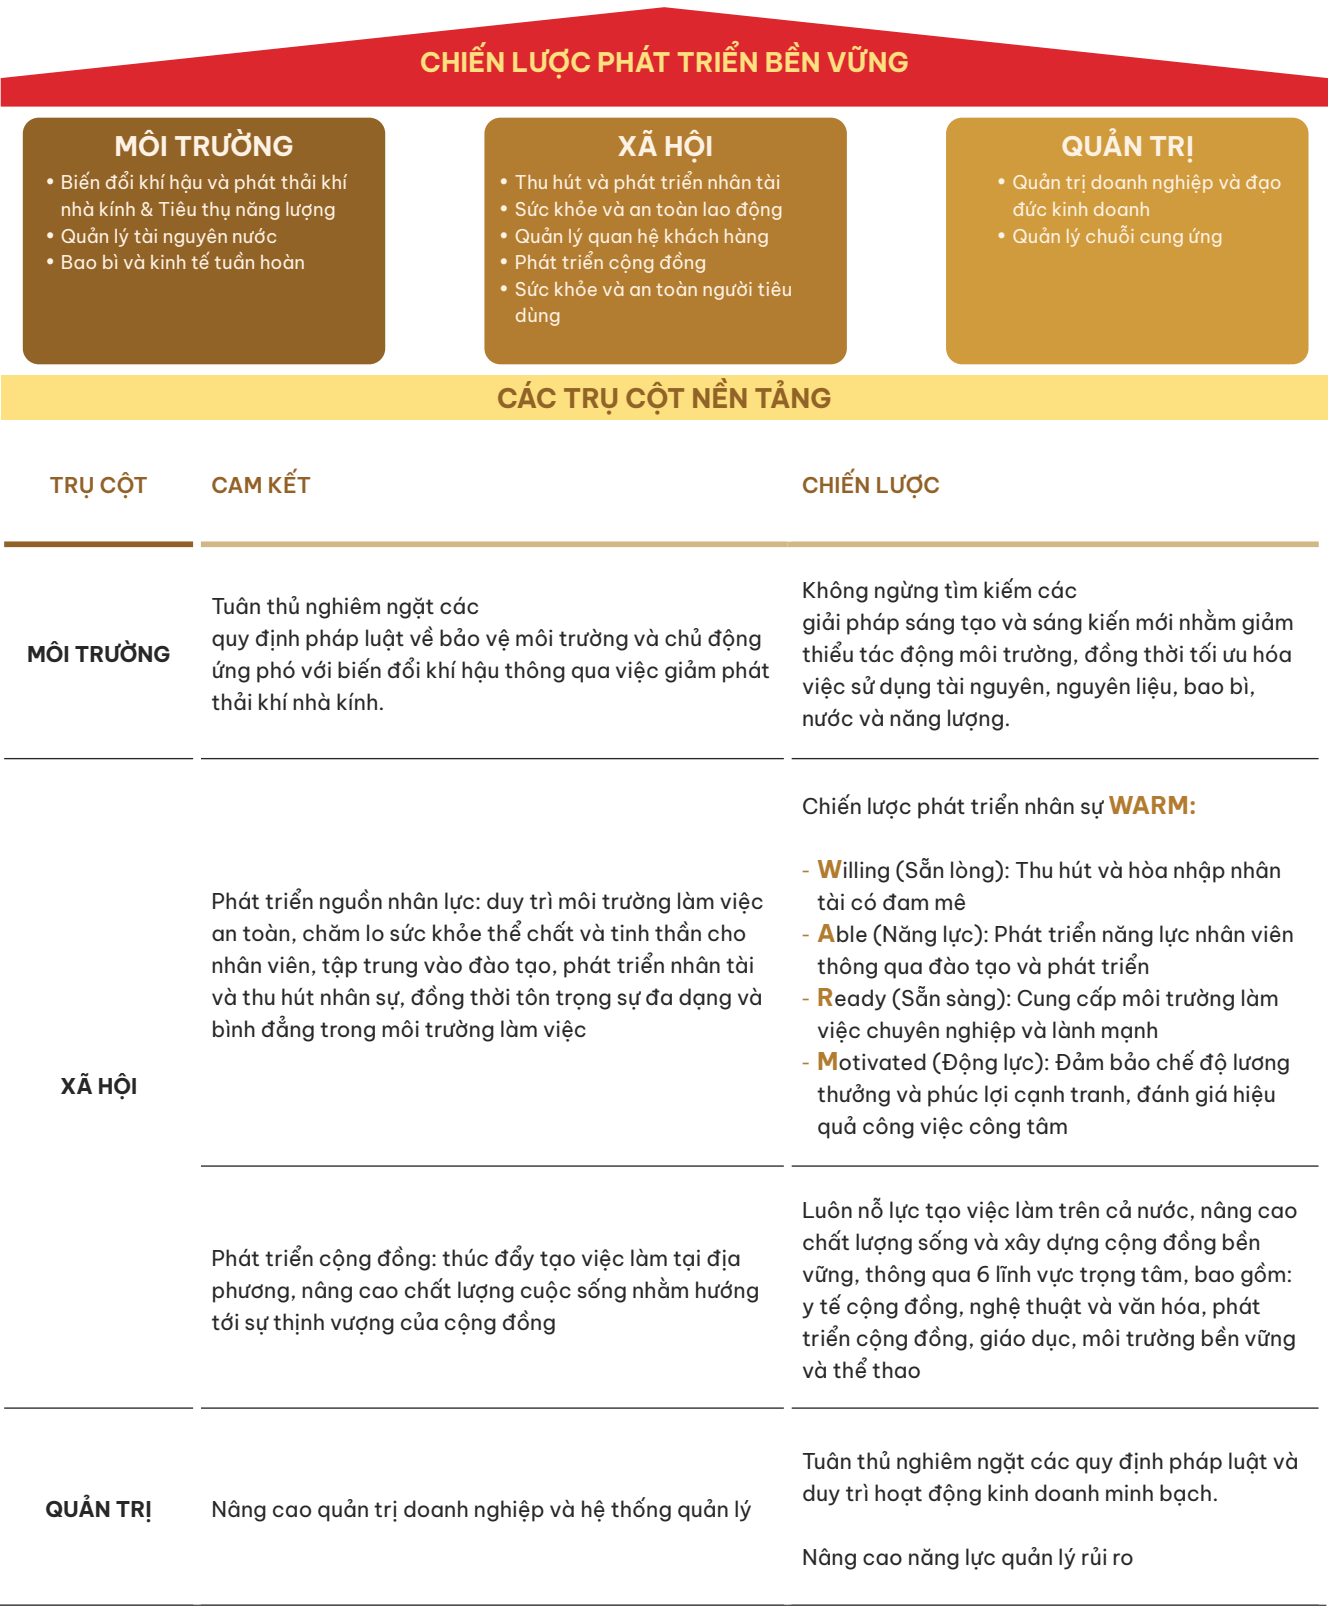 CHIẾN LƯỢC PHÁT TRIỂN BỀN VỮNG
MÔI TRƯỜNG
• Biến đổi khí hậu và phát thải khí
nhà kính & Tiêu thụ năng lượng
• Quản lý tài nguyên nước
• Bao bì và kinh tế tuần hoàn
XÃ HỘI
• Thu hút và phát triển nhân tài
• Sức khỏe và an toàn lao động
• Quản lý quan hệ khách hàng
• Phát triển cộng đồng
• Sức khỏe và an toàn người tiêu
dùng
QUẢN TRỊ
• Quản trị doanh nghiệp và đạo
đức kinh doanh
• Quản lý chuỗi cung ứng
CÁC TRỤ CỘT NỀN TẢNG
TRỤ CỘT
CAM KẾT
CHIẾN LƯỢC
MÔI TRƯỜNG
Tuân thủ nghiêm ngặt các
quy định pháp luật về bảo vệ môi trường và chủ động
ứng phó với biến đổi khí hậu thông qua việc giảm phát
thải khí nhà kính.
Không ngừng tìm kiếm các
giải pháp sáng tạo và sáng kiến mới nhằm giảm
thiểu tác động môi trường, đồng thời tối ưu hóa
việc sử dụng tài nguyên, nguyên liệu, bao bì,
nước và năng lượng.
XÃ HỘI
Phát triển nguồn nhân lực: duy trì môi trường làm việc
an toàn, chăm lo sức khỏe thể chất và tinh thần cho
nhân viên, tập trung vào đào tạo, phát triển nhân tài
và thu hút nhân sự, đồng thời tôn trọng sự đa dạng và
bình đẳng trong môi trường làm việc
Chiến lược phát triển nhân sự WARM:
- Willing (Sẵn lòng): Thu hút và hòa nhập nhân
tài có đam mê
- Able (Năng lực): Phát triển năng lực nhân viên
thông qua đào tạo và phát triển
- Ready (Sẵn sàng): Cung cấp môi trường làm
việc chuyên nghiệp và lành mạnh
- Motivated (Động lực): Đảm bảo chế độ lương
thưởng và phúc lợi cạnh tranh, đánh giá hiệu
quả công việc công tâm
Phát triển cộng đồng: thúc đẩy tạo việc làm tại địa
phương, nâng cao chất lượng cuộc sống nhằm hướng
tới sự thịnh vượng của cộng đồng
Luôn nỗ lực tạo việc làm trên cả nước, nâng cao
chất lượng sống và xây dựng cộng đồng bền
vững, thông qua 6 lĩnh vực trọng tâm, bao gồm:
y tế cộng đồng, nghệ thuật và văn hóa, phát
triển cộng đồng, giáo dục, môi trường bền vững
và thể thao
QUẢN TRỊ
Nâng cao quản trị doanh nghiệp và hệ thống quản lý
Tuân thủ nghiêm ngặt các quy định pháp luật và
duy trì hoạt động kinh doanh minh bạch.
Nâng cao năng lực quản lý rủi ro